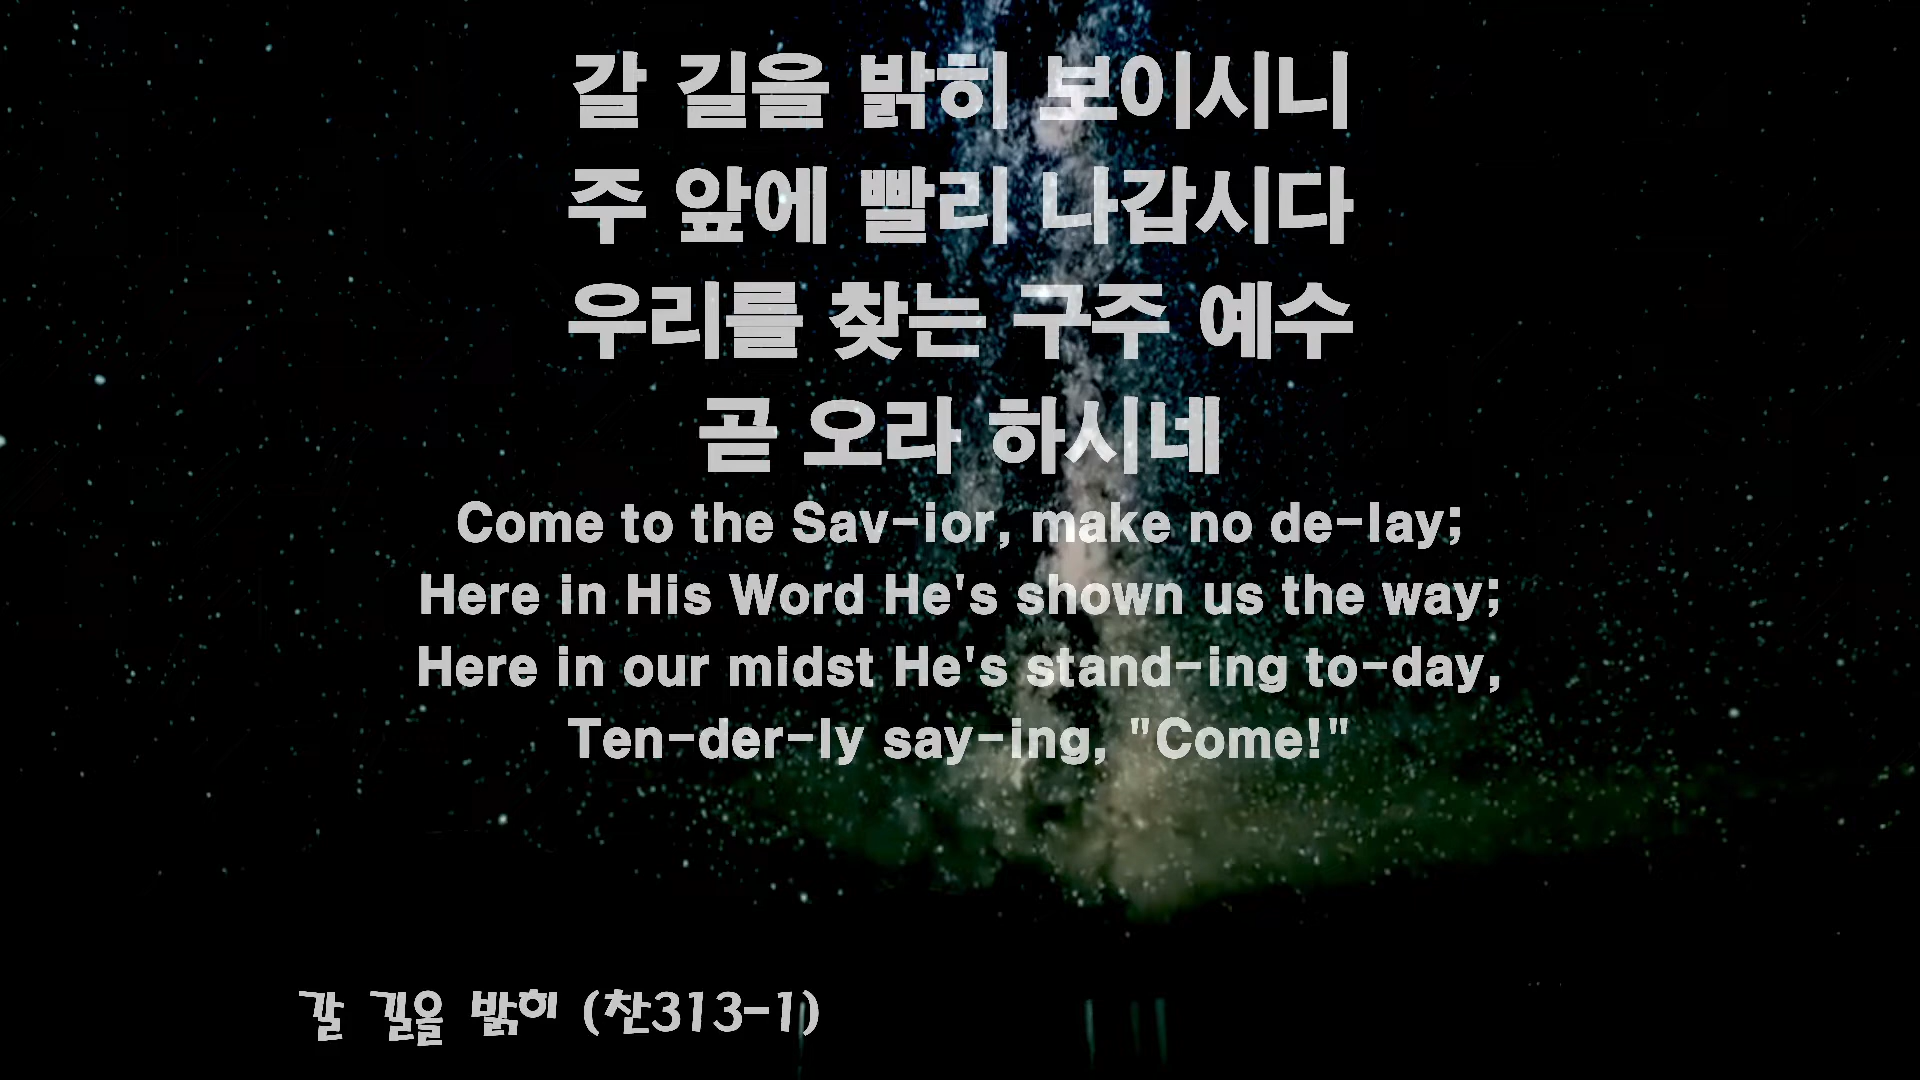 갈 길을 밝히 보이시니
주 앞에 빨리 나갑시다
우리를 찾는 구주 예수
곧 오라 하시네
Come to the Sav-ior, make no de-lay;
Here in His Word He's shown us the way;
Here in our midst He's stand-ing to-day,
Ten-der-ly say-ing, "Come!"
갈 길을 밝히 (찬313-1)